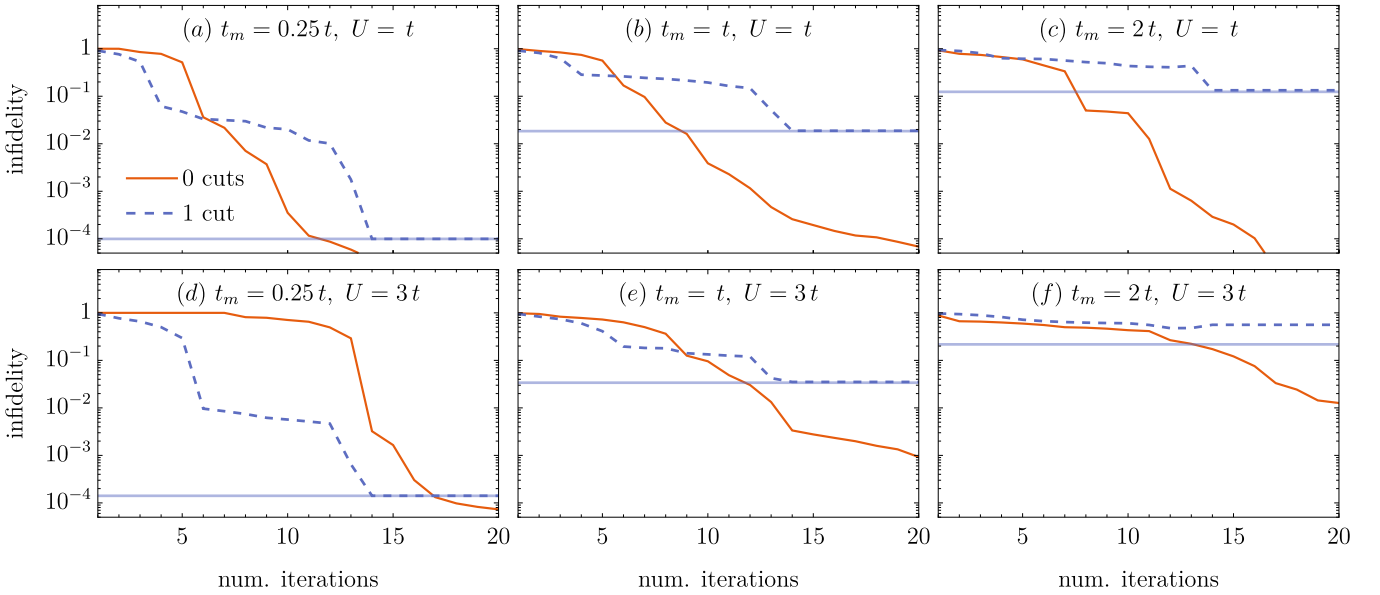 (a) t_m = 0.25 t, U = t
(b) t_m = t, U = t
(c) t_m = 2 t, U = t
infidelity
1
10^−1
10^−2
10^−3
10^−4
0 cuts
1 cut
(d) t_m = 0.25 t, U = 3 t
(e) t_m = t, U = 3 t
(f) t_m = 2 t, U = 3 t
infidelity
1
10^−1
10^−2
10^−3
10^−4
5 10 15 20
5 10 15 20
5 10 15 20
num. iterations
num. iterations
num. iterations